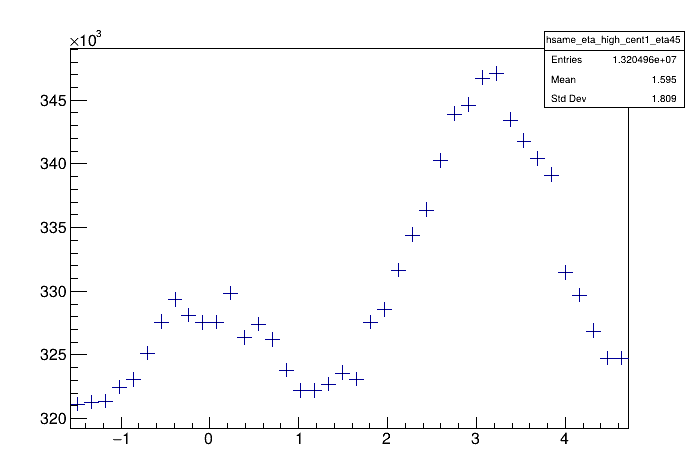 ×10³
hsame_eta_high_cent1_eta45
Entries 1.320496e+07
Mean 1.595
Std Dev 1.809
345
340
335
330
325
320
−1 0 1 2 3 4